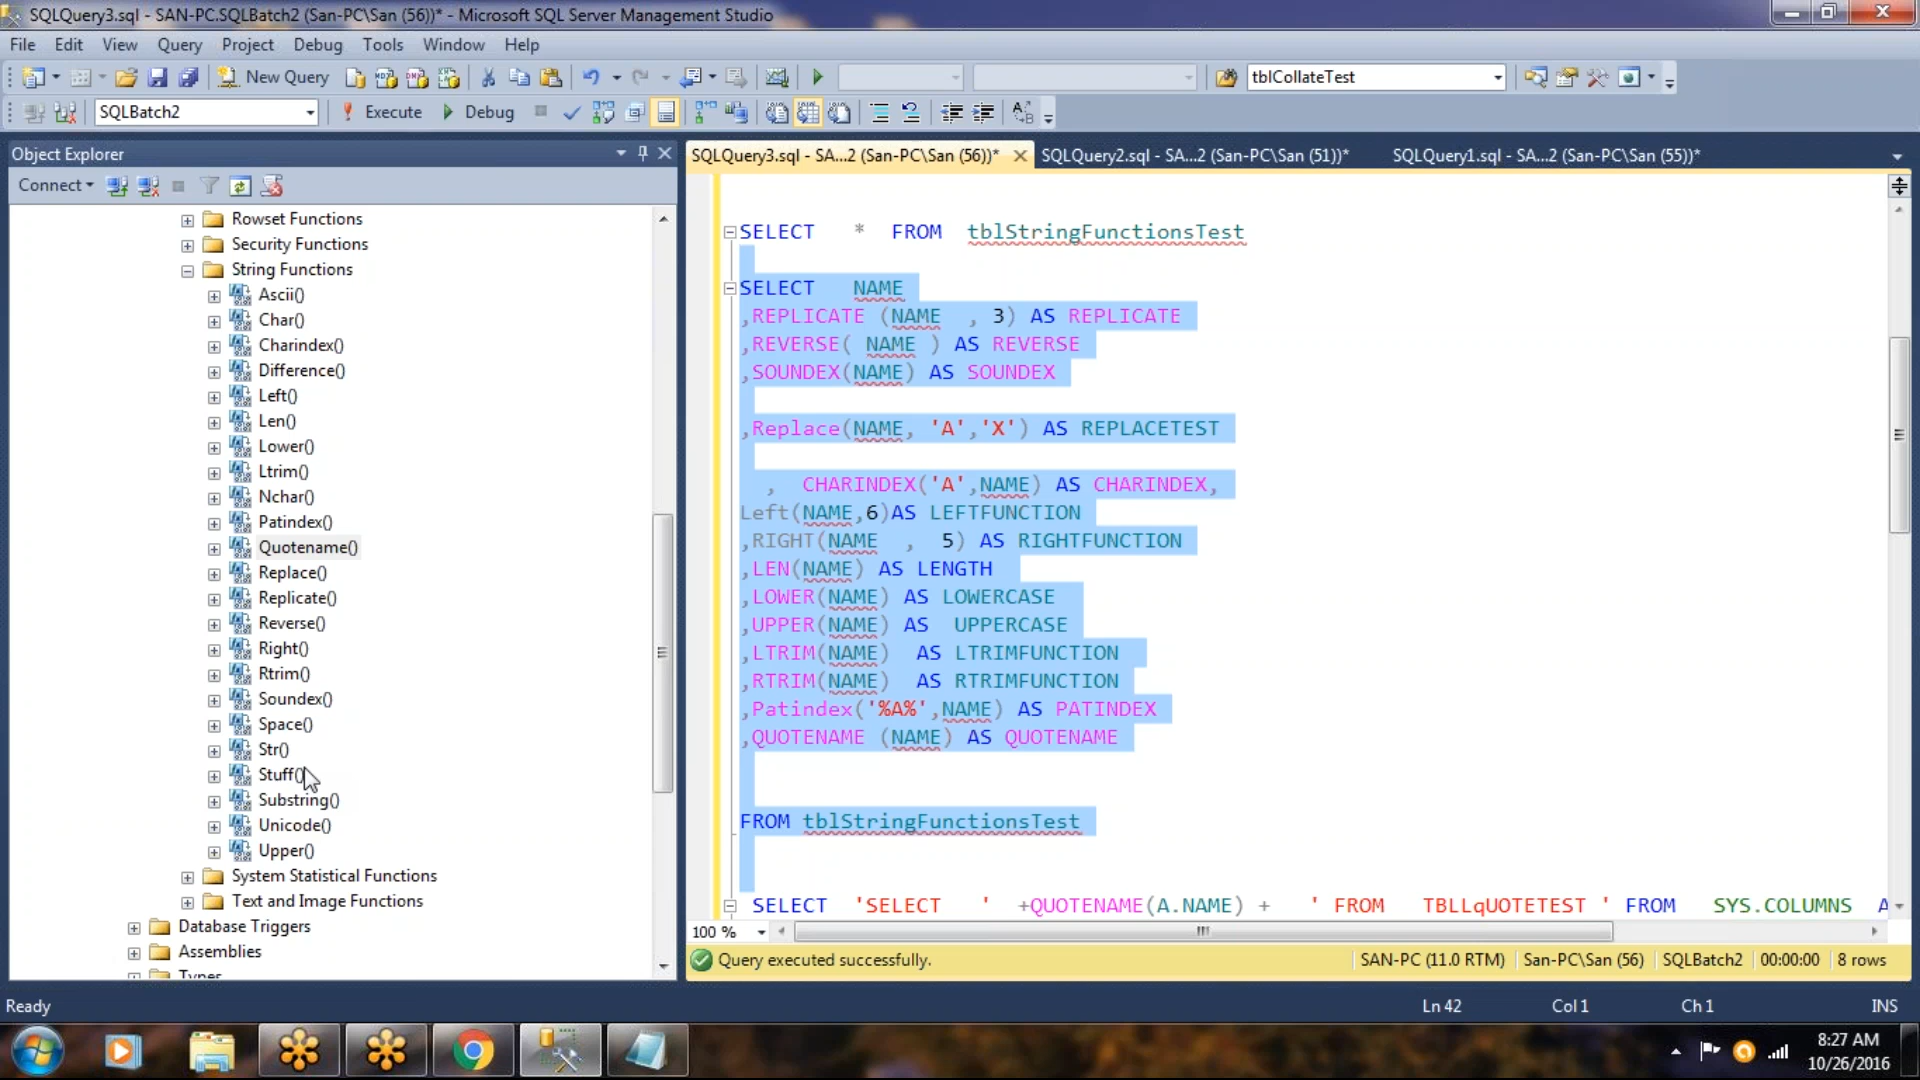 SQLQuery3.sql - SAN-PC.SQLBatch2 (San-PC\San (56))* - Microsoft SQL Server Management Studio
File Edit View Query Project Debug Tools Window Help
New Query
tblCollateTest
SQLBatch2
Execute
Debug
Object Explorer
Connect
Rowset Functions
Security Functions
String Functions
Ascii()
Char()
Charindex()
Difference()
Left()
Len()
Lower()
Ltrim()
Nchar()
Patindex()
Quotename()
Replace()
Replicate()
Reverse()
Right()
Rtrim()
Soundex()
Space()
Str()
Stuff()
Substring()
Unicode()
Upper()
System Statistical Functions
Text and Image Functions
Database Triggers
Assemblies
Types
SQLQuery3.sql - SA...2 (San-PC\San (56))*
SQLQuery2.sql - SA...2 (San-PC\San (51))*
SQLQuery1.sql - SA...2 (San-PC\San (55))*
SELECT * FROM tblStringFunctionsTest
SELECT NAME
,REPLICATE (NAME , 3) AS REPLICATE
,REVERSE( NAME ) AS REVERSE
,SOUNDEX(NAME) AS SOUNDEX
,Replace(NAME, 'A','X') AS REPLACETEST
, CHARINDEX('A',NAME) AS CHARINDEX,
Left(NAME,6)AS LEFTFUNCTION
,RIGHT(NAME , 5) AS RIGHTFUNCTION
,LEN(NAME) AS LENGTH
,LOWER(NAME) AS LOWERCASE
,UPPER(NAME) AS UPPERCASE
,LTRIM(NAME) AS LTRIMFUNCTION
,RTRIM(NAME) AS RTRIMFUNCTION
,Patindex('%A%',NAME) AS PATINDEX
,QUOTENAME (NAME) AS QUOTENAME
FROM tblStringFunctionsTest
SELECT 'SELECT ' +QUOTENAME(A.NAME) + ' FROM TBLLqUOTETEST ' FROM SYS.COLUMNS A
100 %
Query executed successfully.
SAN-PC (11.0 RTM) San-PC\San (56) SQLBatch2 00:00:00 8 rows
Ready
Ln 42 Col 1 Ch 1 INS
8:27 AM
10/26/2016